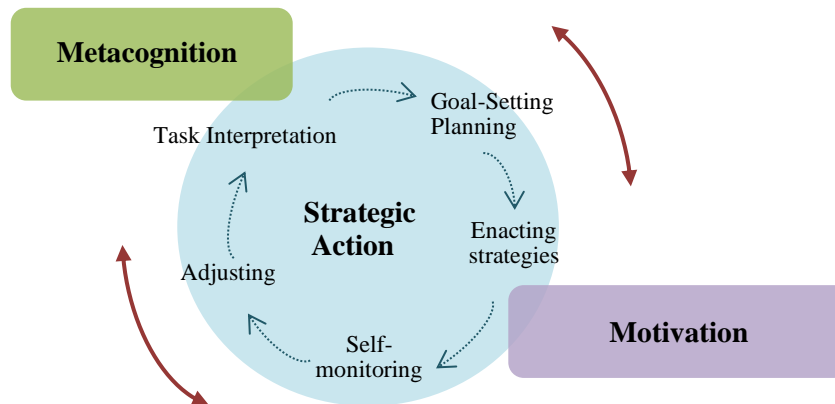 Metacognition
Goal-Setting
Planning
Task Interpretation
Strategic
Action
Enacting
strategies
Adjusting
Self-
monitoring
Motivation